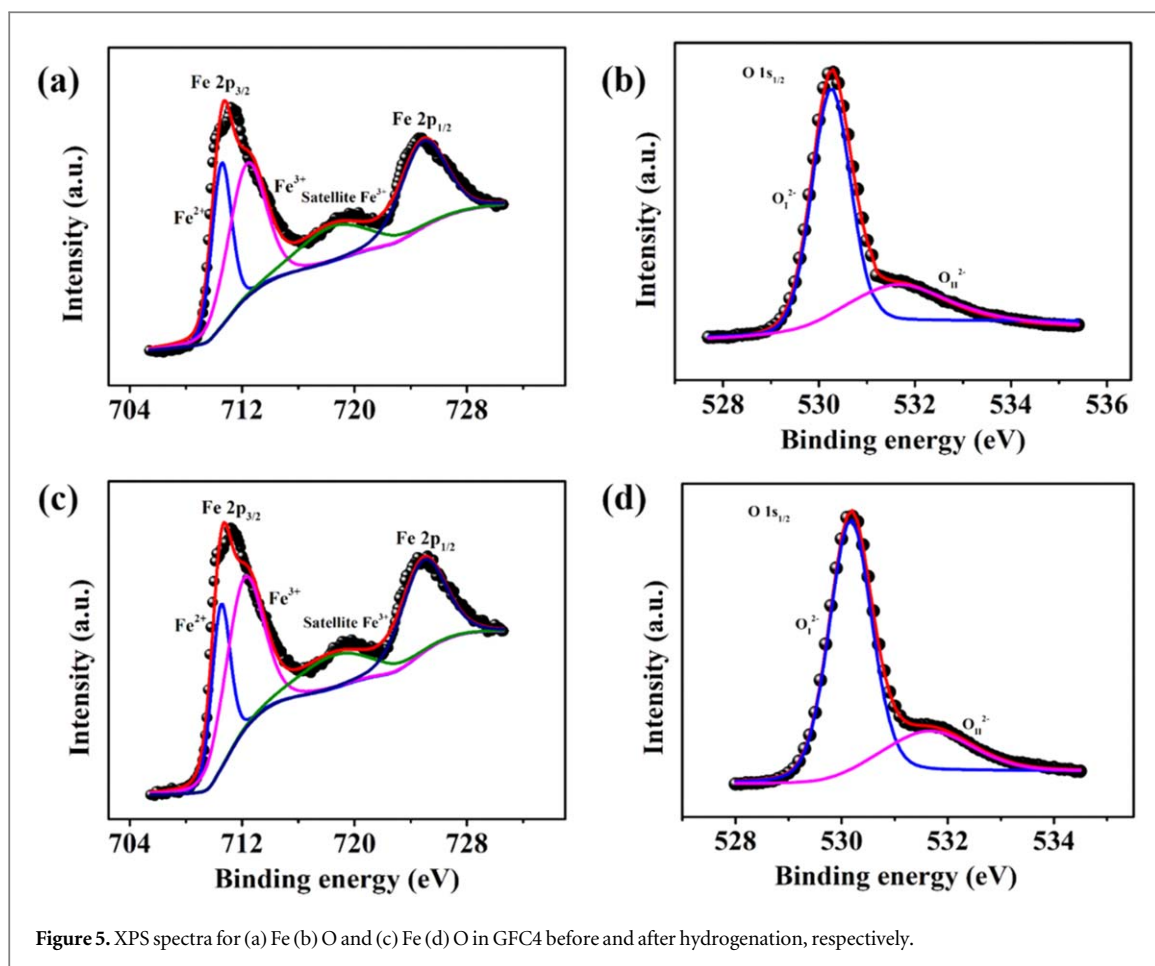 (a)
Fe 2p3/2
Fe 2p1/2
Fe3+
Satellite Fe3+
Fe2+
Intensity (a.u.)
704 712 720 728
(b)
O 1s1/2
OI2-
OII2-
Intensity (a.u.)
528 530 532 534 536
Binding energy (eV)
(c)
Fe 2p3/2
Fe 2p1/2
Fe3+
Satellite Fe3+
Fe2+
Intensity (a.u.)
704 712 720 728
Binding energy (eV)
(d)
O 1s1/2
OI2-
OII2-
Intensity (a.u.)
528 530 532 534
Binding energy (eV)
Figure 5. XPS spectra for (a) Fe (b) O and (c) Fe (d) O in GFC4 before and after hydrogenation, respectively.